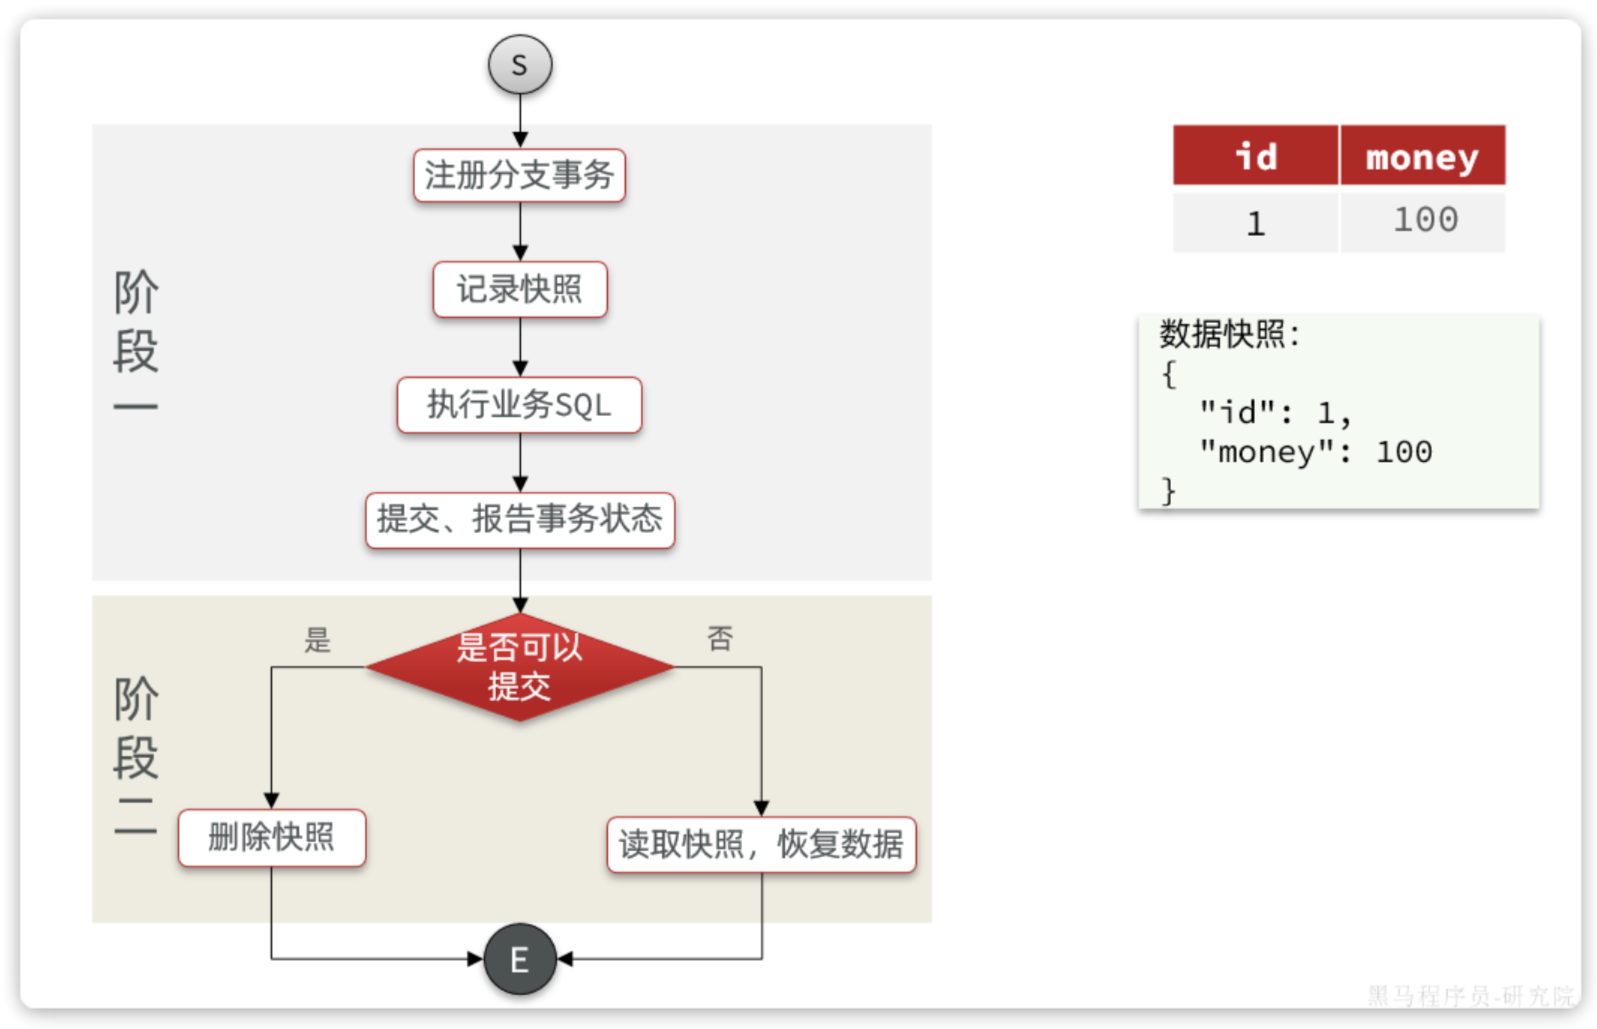 S
阶段一
注册分支事务
记录快照
执行业务SQL
提交、报告事务状态
阶段二
是否可以
提交
是
否
删除快照
读取快照，恢复数据
E
id money
1 100
数据快照：
{
"id": 1,
"money": 100
}
黑马程序员-研究院